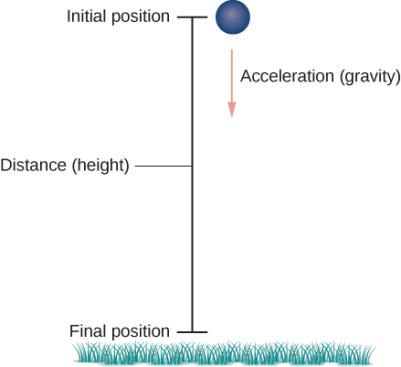 Initial position
Acceleration (gravity)
Distance (height)
Final position